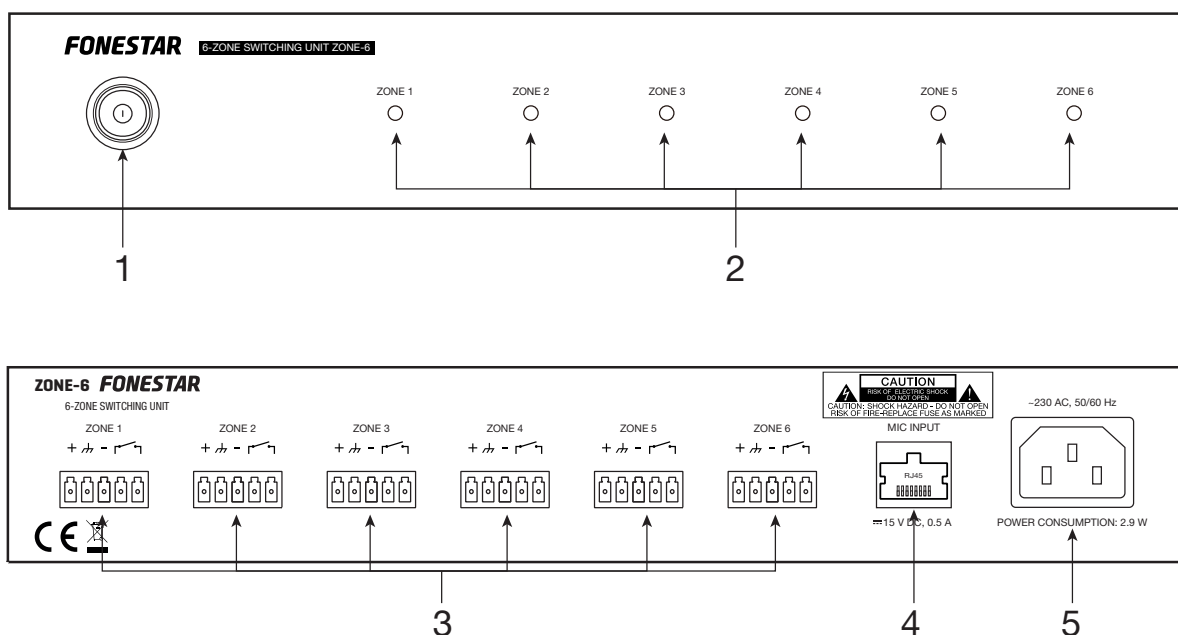 FONESTAR 6-ZONE SWITCHING UNIT ZONE-6
ZONE 1 ZONE 2 ZONE 3 ZONE 4 ZONE 5 ZONE 6
1 2
ZONE-6 FONESTAR
6-ZONE SWITCHING UNIT
CAUTION
RISK OF ELECTRIC SHOCK
DO NOT OPEN
CAUTION: SHOCK HAZARD - DO NOT OPEN
RISK OF FIRE-REPLACE FUSE AS MARKED
~230 AC, 50/60 Hz
ZONE 1 ZONE 2 ZONE 3 ZONE 4 ZONE 5 ZONE 6 MIC INPUT
+ - + - + - + - + - + -
RJ45
CE
15 V DC, 0.5 A POWER CONSUMPTION: 2.9 W
3 4 5